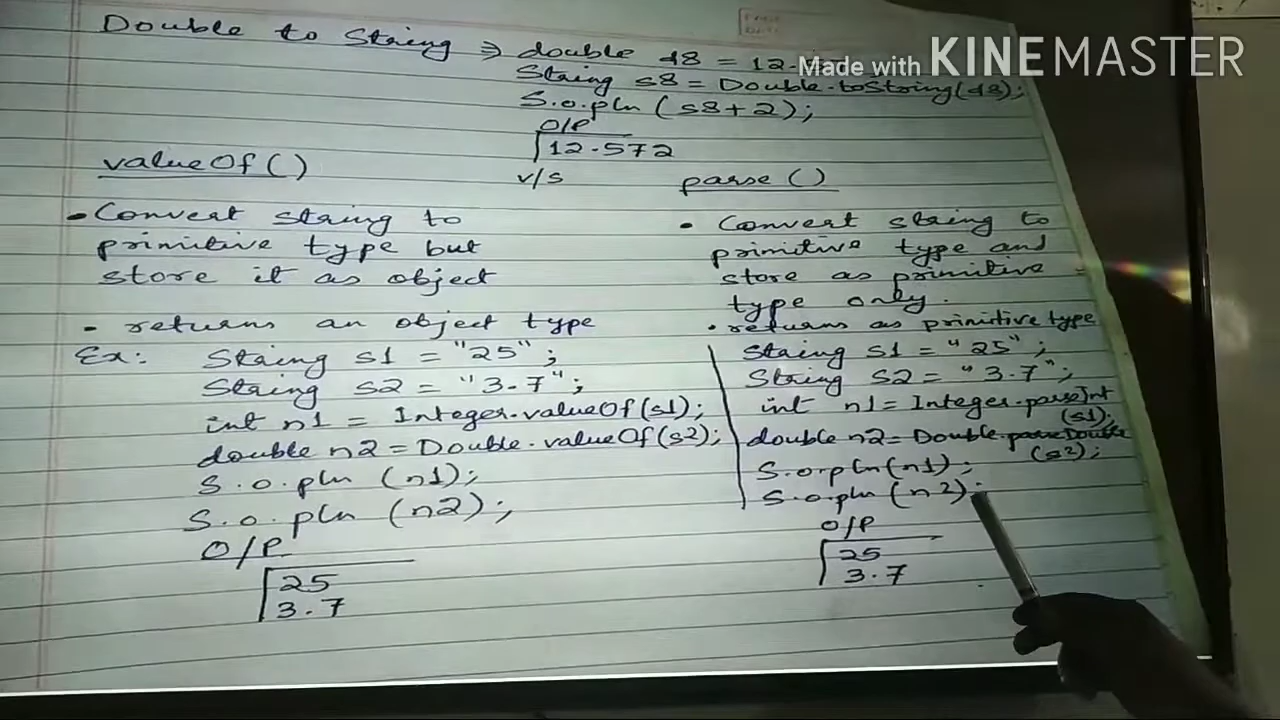 Double to String ⇒ double d8 = 12.
Made with KINEMASTER
String s8 = Double.toString(d8);
S.o.pln (s8+2);
O/P
12.572
valueOf() v/s parse()
• Convert string to
primitive type but
store it as object
• returns an object type
Ex: String s1 = "25";
String s2 = "3.7";
int n1 = Integer.valueOf(s1);
double n2 = Double.valueOf(s2);
S.o.pln (n1);
S.o.pln (n2);
O/P
25
3.7
• Convert string to
primitive type and
store as primitive
type only.
• returns as primitive type
String s1 = "25";
String s2 = "3.7";
int n1 = Integer.parseInt
(s1);
double n2 = Double.parseDouble
(s2);
S.o.pln(n1);
S.o.pln (n2);
O/P
25
3.7